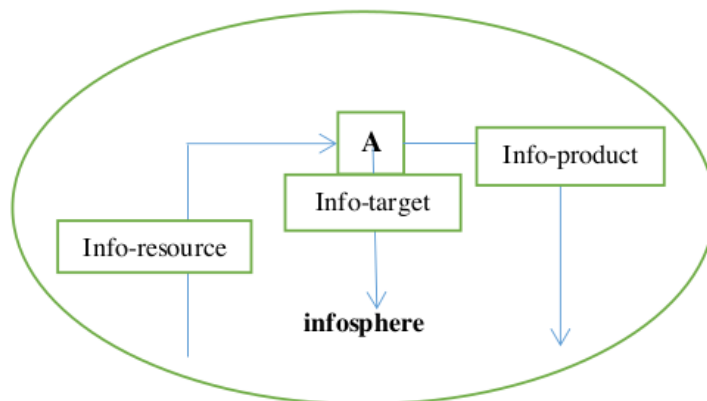 A
Info-product
Info-target
Info-resource
infosphere